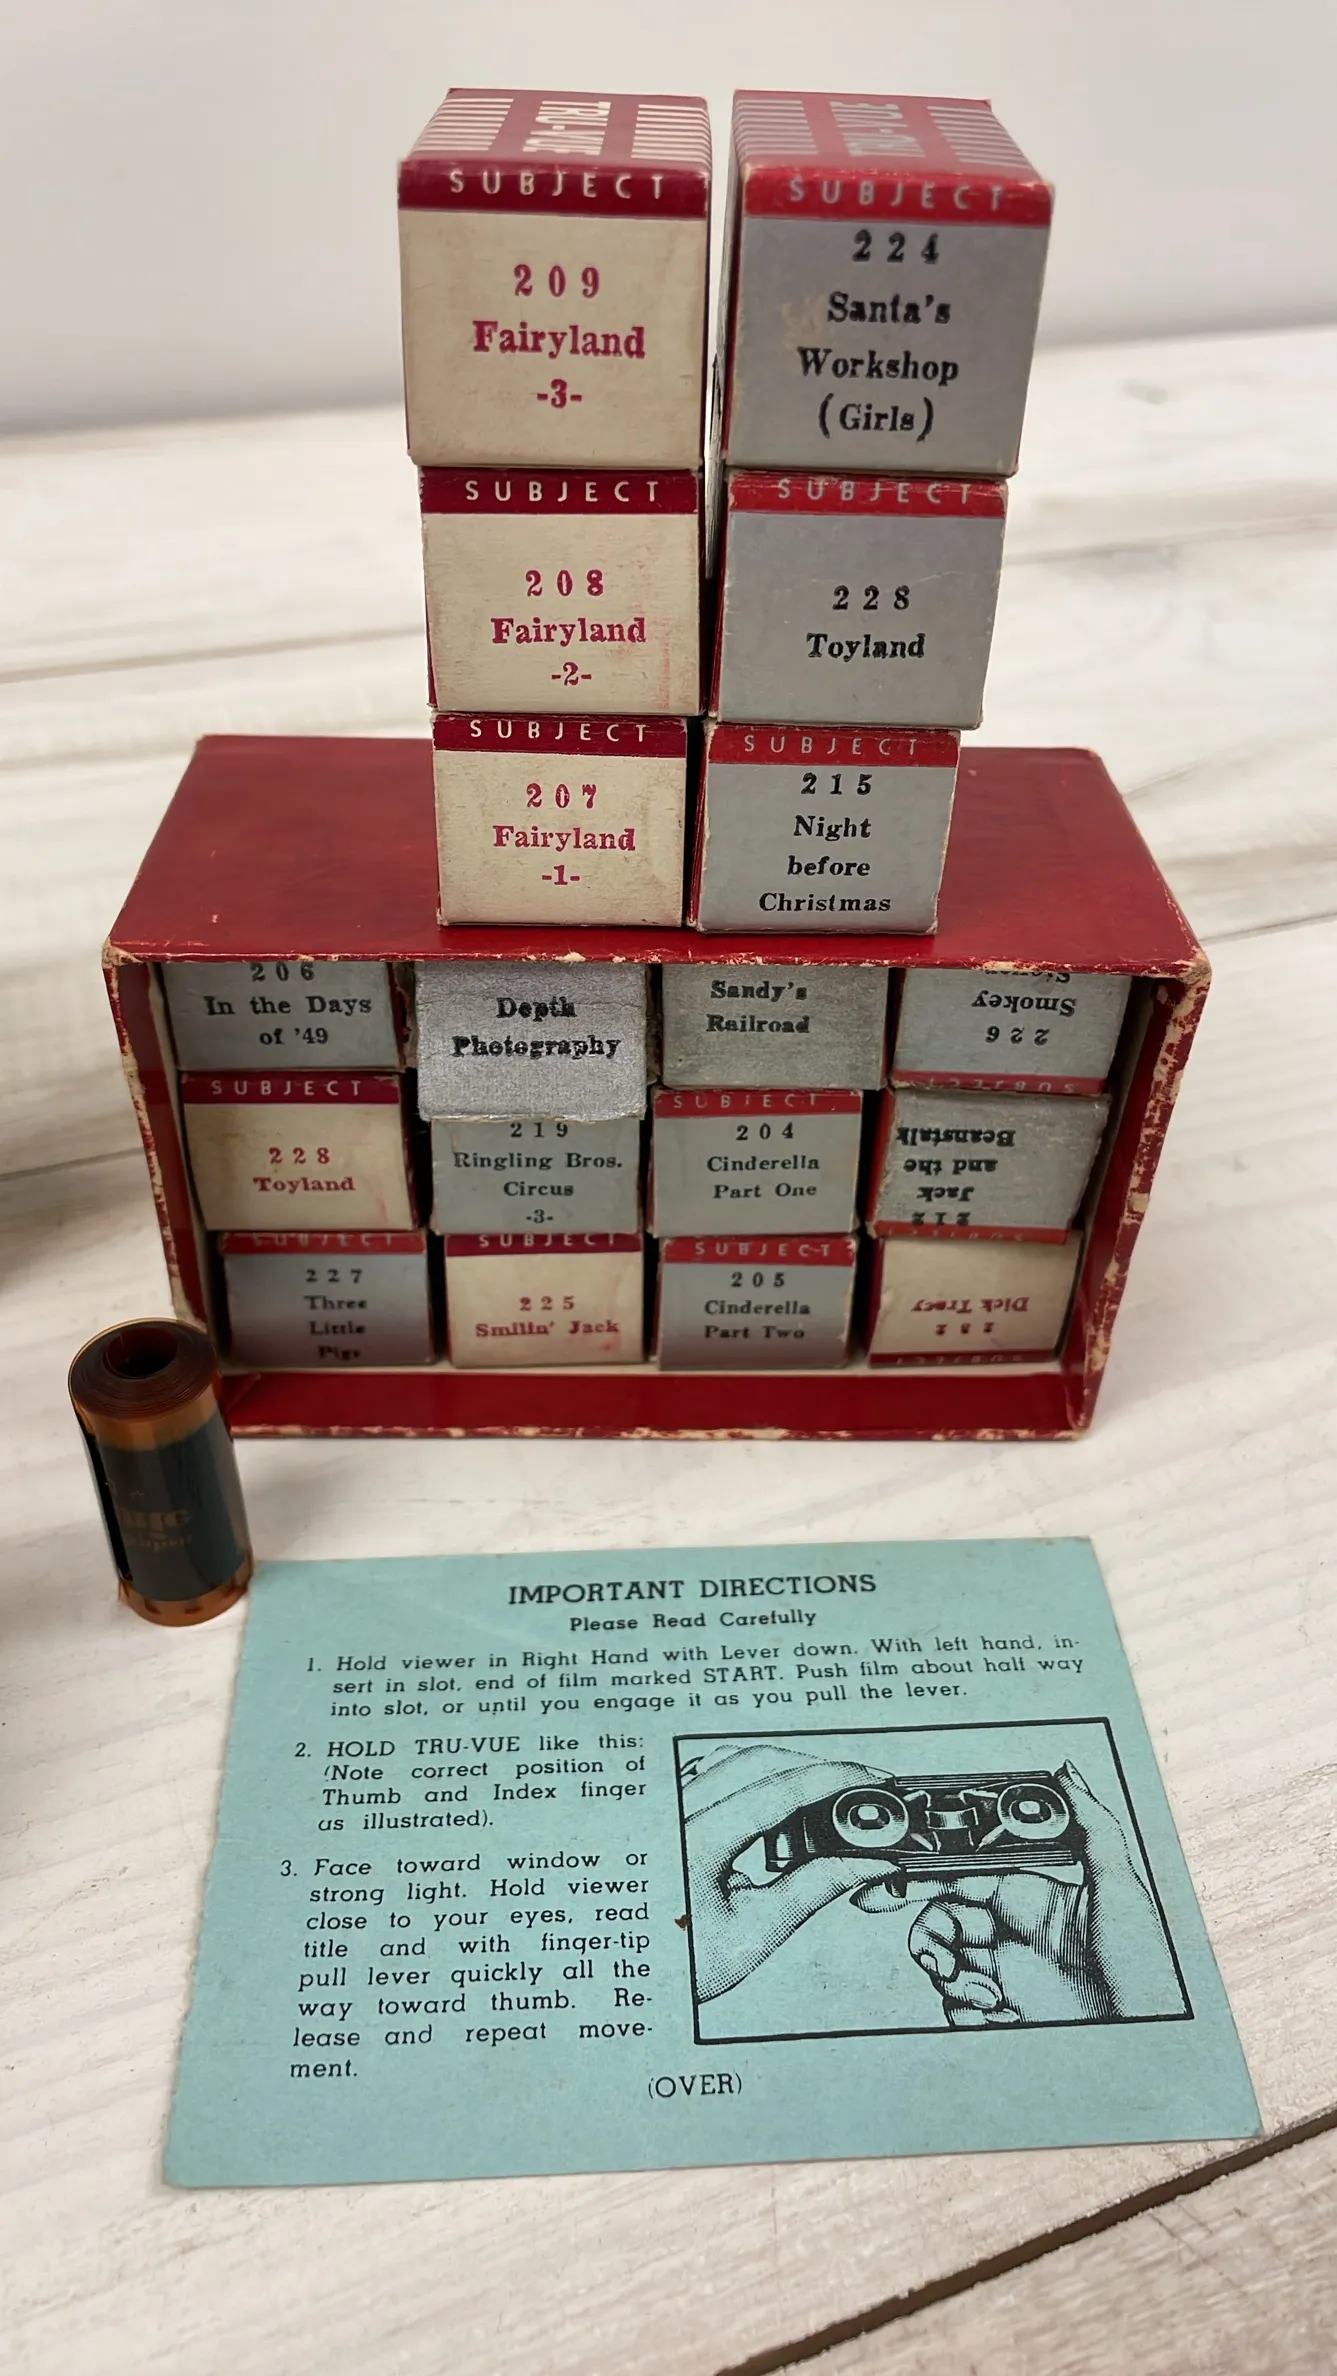 TRU-VUE
SUBJECT
209
Fairyland
-3-
TRU-VUE
SUBJECT
224
Santa's
Workshop
(Girls)
SUBJECT
208
Fairyland
-2-
SUBJECT
228
Toyland
SUBJECT
207
Fairyland
-1-
SUBJECT
215
Night
before
Christmas
206
In the Days
of '49
Depth
Photography
Sandy's
Railroad
SUBJECT
226
Smokey
SUBJECT
228
Toyland
219
Ringling Bros.
Circus
-3-
SUBJECT
204
Cinderella
Part One
212
Jack
and the
Beanstalk
SUBJECT
227
Three
Little
Pigs
SUBJECT
225
Smilin' Jack
SUBJECT
205
Cinderella
Part Two
SUBJECT
Dick Tracy
IMPORTANT DIRECTIONS
Please Read Carefully
1. Hold viewer in Right Hand with Lever down. With left hand, in-
sert in slot, end of film marked START. Push film about half way
into slot, or until you engage it as you pull the lever.
2. HOLD TRU-VUE like this:
(Note correct position of
Thumb and Index finger
as illustrated).
3. Face toward window or
strong light. Hold viewer
close to your eyes, read
title and with finger-tip
pull lever quickly all the
way toward thumb. Re-
lease and repeat move-
ment.
(OVER)